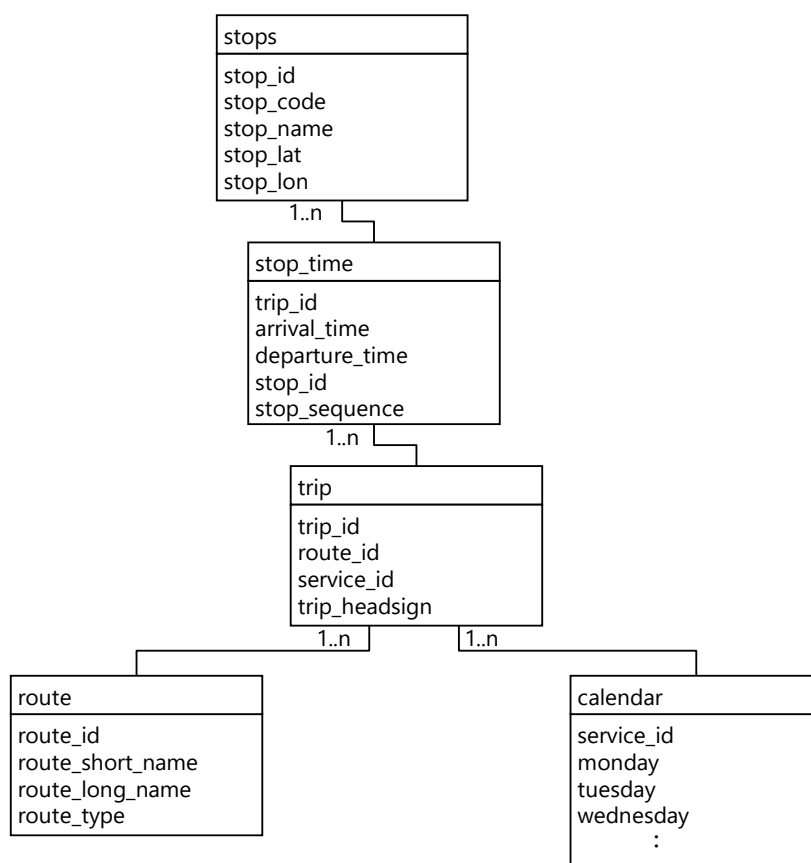 stops
stop_id
stop_code
stop_name
stop_lat
stop_lon
1..n
stop_time
trip_id
arrival_time
departure_time
stop_id
stop_sequence
1..n
trip
trip_id
route_id
service_id
trip_headsign
1..n
1..n
route
route_id
route_short_name
route_long_name
route_type
calendar
service_id
monday
tuesday
wednesday
: